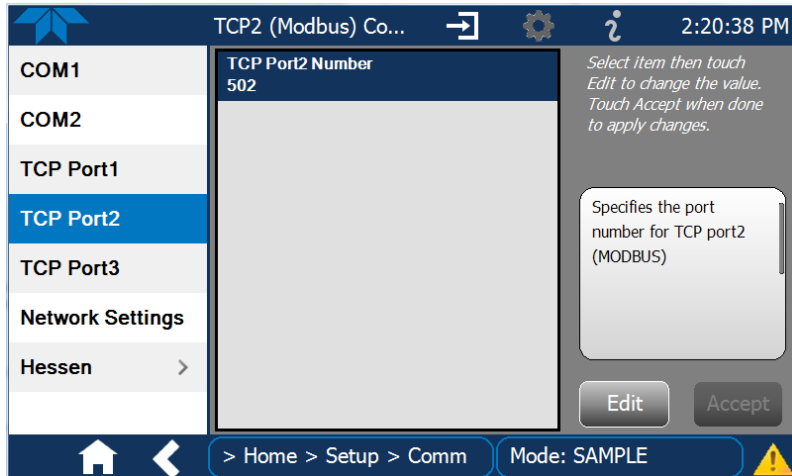 TCP2 (Modbus) Co...
2:20:38 PM
COM1
COM2
TCP Port1
TCP Port2
TCP Port3
Network Settings
Hessen >
TCP Port2 Number
502
Select item then touch
Edit to change the value.
Touch Accept when done
to apply changes.
Specifies the port
number for TCP port2
(MODBUS)
Edit
Accept
> Home > Setup > Comm
Mode: SAMPLE